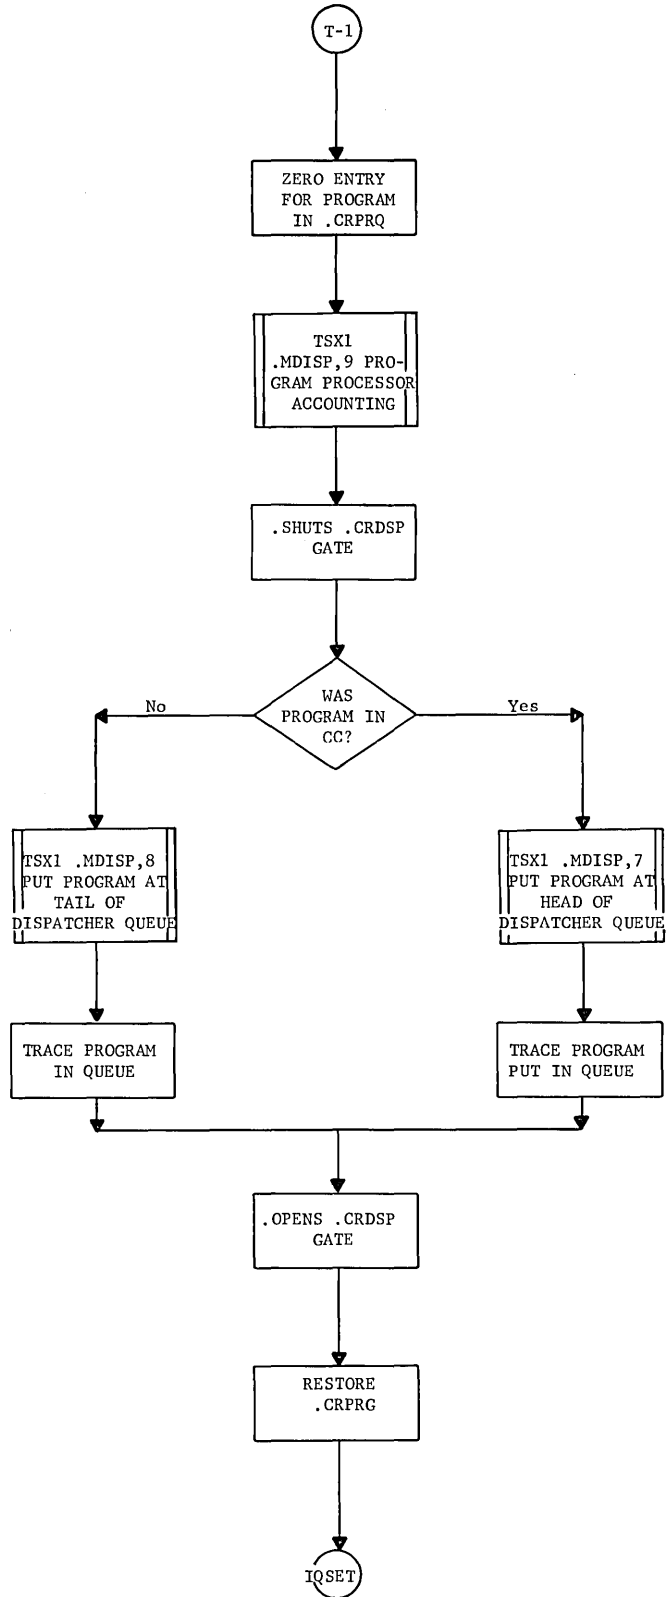 T-1
ZERO ENTRY
FOR PROGRAM
IN .CRPRQ
TSX1
.MDISP,9 PRO-
GRAM PROCESSOR
ACCOUNTING
.SHUTS .CRDSP
GATE
WAS
PROGRAM IN
CC?
No
Yes
TSX1 .MDISP,8
PUT PROGRAM AT
TAIL OF
DISPATCHER QUEUE
TSX1 .MDISP,7
PUT PROGRAM AT
HEAD OF
DISPATCHER QUEUE
TRACE PROGRAM
IN QUEUE
TRACE PROGRAM
PUT IN QUEUE
.OPENS .CRDSP
GATE
RESTORE
.CRPRG
IQSET